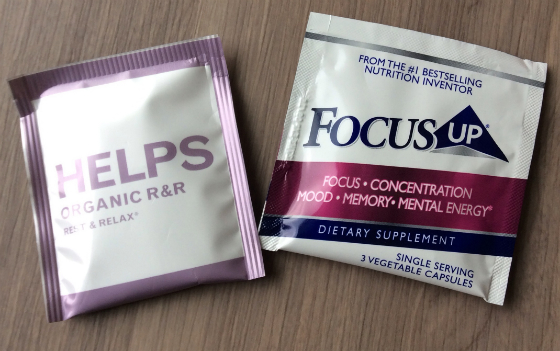 HELPS
ORGANIC R&R
REST & RELAX*
FROM THE #1 BESTSELLING
NUTRITION INVENTOR
FOCUS UP®
FOCUS • CONCENTRATION
MOOD • MEMORY • MENTAL ENERGY*
DIETARY SUPPLEMENT
SINGLE SERVING
3 VEGETABLE CAPSULES